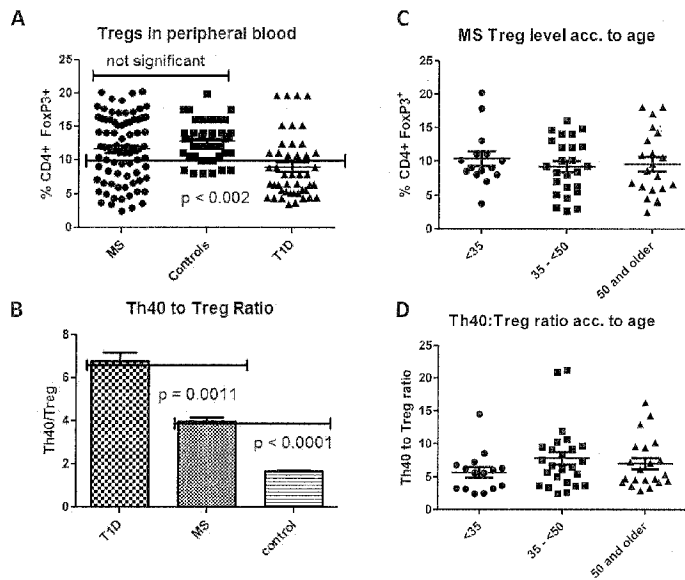 A
Tregs in peripheral blood
not significant
% CD4+ FoxP3+
25
20
15
10
5
0
p < 0.002
MS
Controls
T1D
B
Th40 to Treg Ratio
Th40/Treg
8
6
4
2
0
p = 0.0011
p < 0.0001
T1D
MS
control
C
MS Treg level acc. to age
% CD4+ FoxP3+
25
20
15
10
5
0
<35
35 - <50
50 and older
D
Th40:Treg ratio acc. to age
Th40 to Treg ratio
25
20
15
10
5
0
<35
35 - <50
50 and older